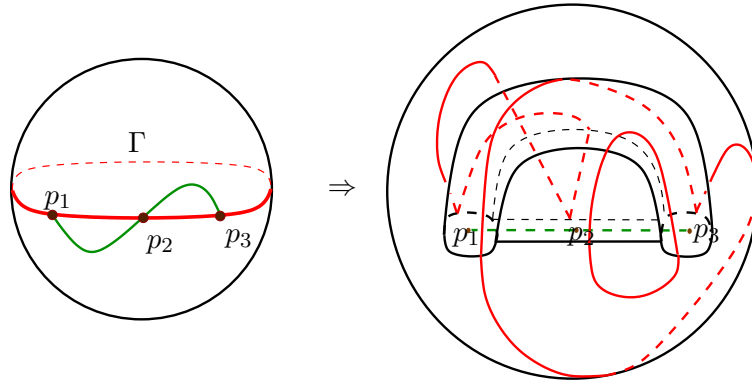 Γ
p₁
p₂
p₃
⇒
p₁
p₂
p₃